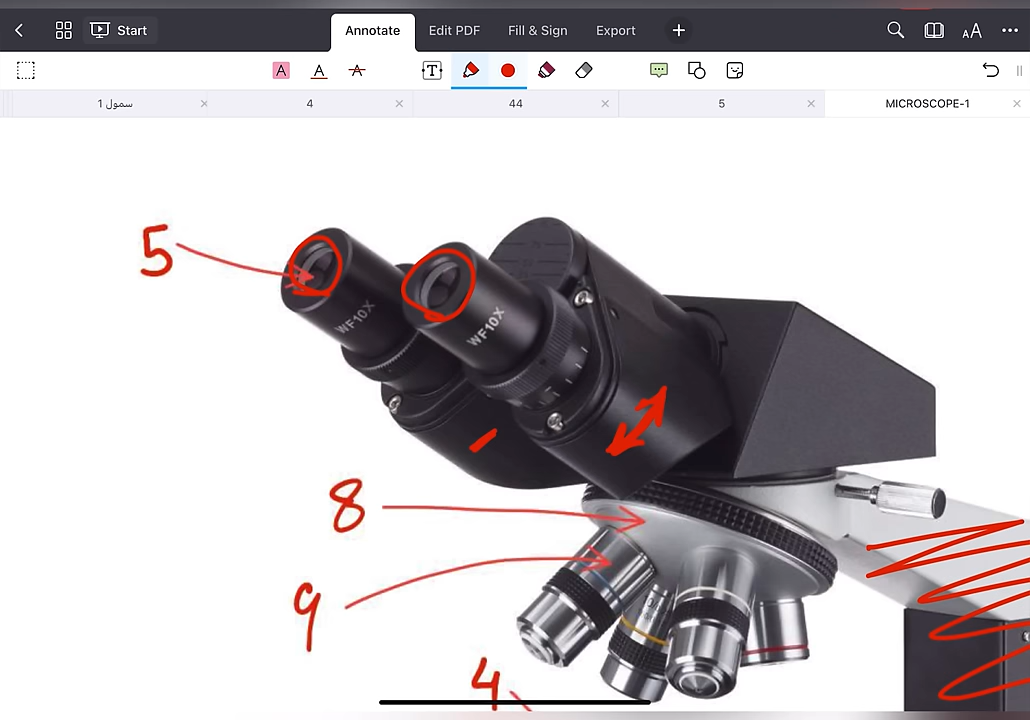 Start
Annotate
Edit PDF
Fill & Sign
Export
AA
A A A T
سمول 1
4
44
5
MICROSCOPE-1
5
WF10X
WF10X
8
9
4